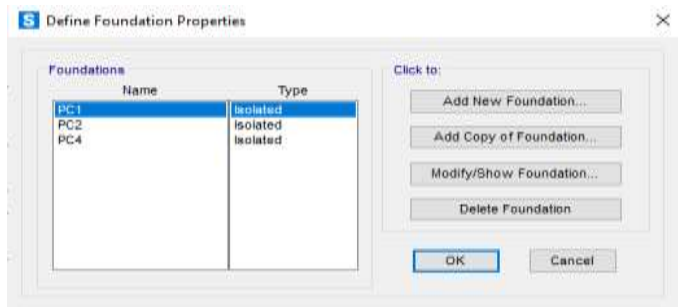 S Define Foundation Properties
Foundations
Name Type
PC1 Isolated
PC2 Isolated
PC4 Isolated
Click to:
Add New Foundation...
Add Copy of Foundation...
Modify/Show Foundation...
Delete Foundation
OK Cancel